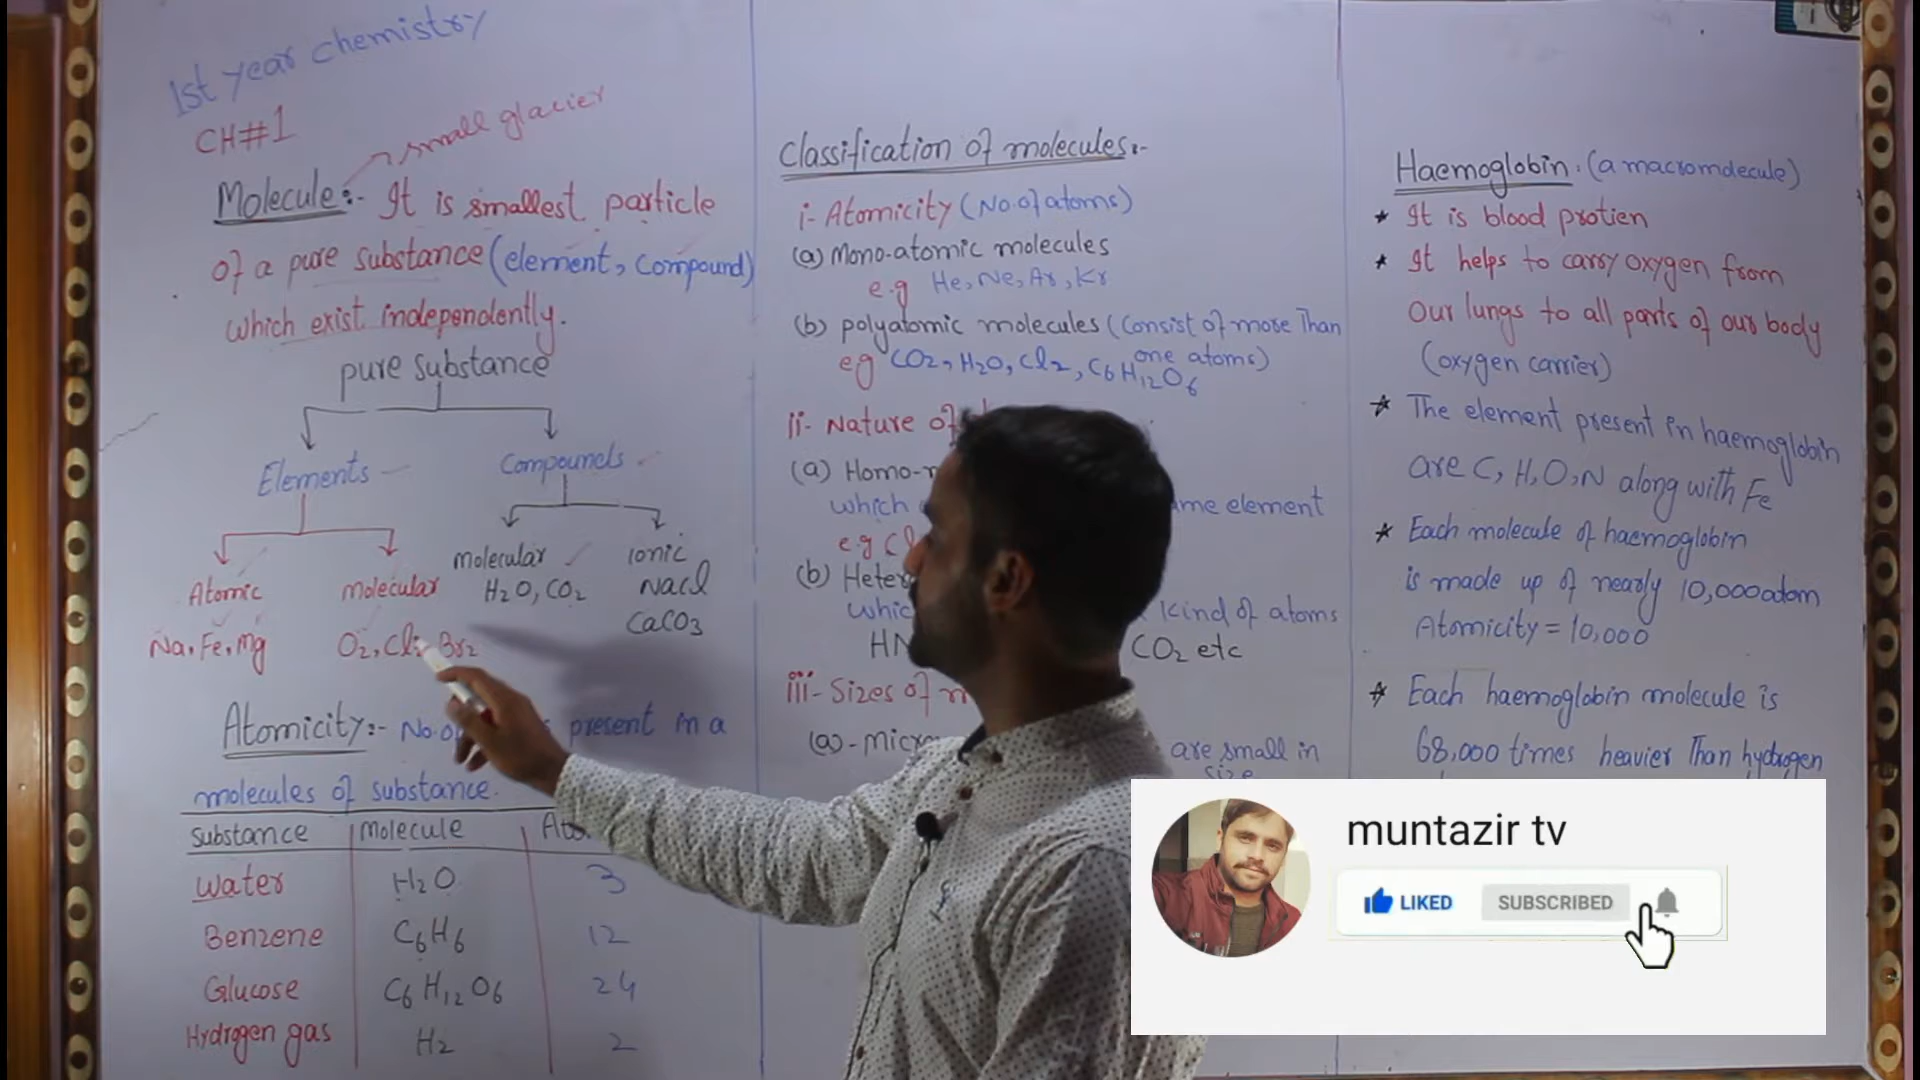 1st year chemistry
CH#1
small glacier
Molecule:- It is smallest particle
of a pure substance (element, Compound)
which exist independently.
pure substance
Elements
Compounds
Atomic
Na, Fe, Mg
molecular
O2, Cl2, Br2
molecular
H2O, CO2
ionic
Nacl
CaCO3
Atomicity:- No. o present in a
molecules of substance.
Substance Molecule Ato
Water H2O 3
Benzene C6H6 12
Glucose C6H12O6 24
Hydrogen gas H2 2
Classification of molecules:-
i- Atomicity (No. of atoms)
(a) Mono-atomic molecules
e.g He, Ne, Ar, Kr
(b) polyatomic molecules (Consist of more Than
one atoms)
eg CO2, H2O, Cl2, C6H12O6
ii- Nature of
(a) Homo-
which me element
e.g Cl
(b) Heter
whic kind of atoms
HN CO2 etc
iii- Sizes of m
(a)- micr are small in
size
Haemoglobin. (a macromolecule)
* It is blood protien
* It helps to carry oxygen from
Our lungs to all parts of our body
(oxygen carrier)
* The element present in haemoglobin
are C, H, O, N along with Fe
* Each molecule of haemoglobin
is made up of nearly 10,000 atom
Atomicity = 10,000
* Each haemoglobin molecule is
68,000 times heavier Than hydrogen
muntazir tv
LIKED SUBSCRIBED